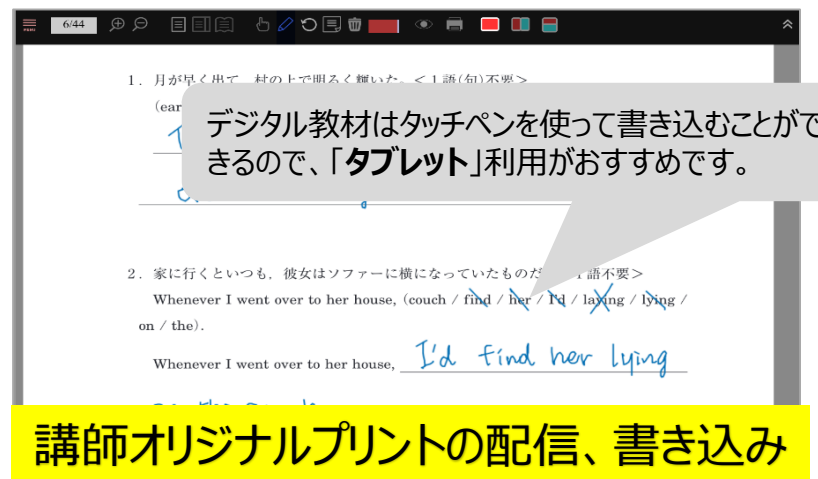 6/44
1. 月が早く出て，村の上で明るく輝いた。<1語(句)不要>
(ear
デジタル教材はタッチペンを使って書き込むことがで
きるので、「タブレット」利用がおすすめです。
2. 家に行くといつも，彼女はソファーに横になっていたものだ 語不要>
Whenever I went over to her house, (couch / find / her / I'd / laying / lying /
on / the).
Whenever I went over to her house, I'd find her lying
講師オリジナルプリントの配信、書き込み